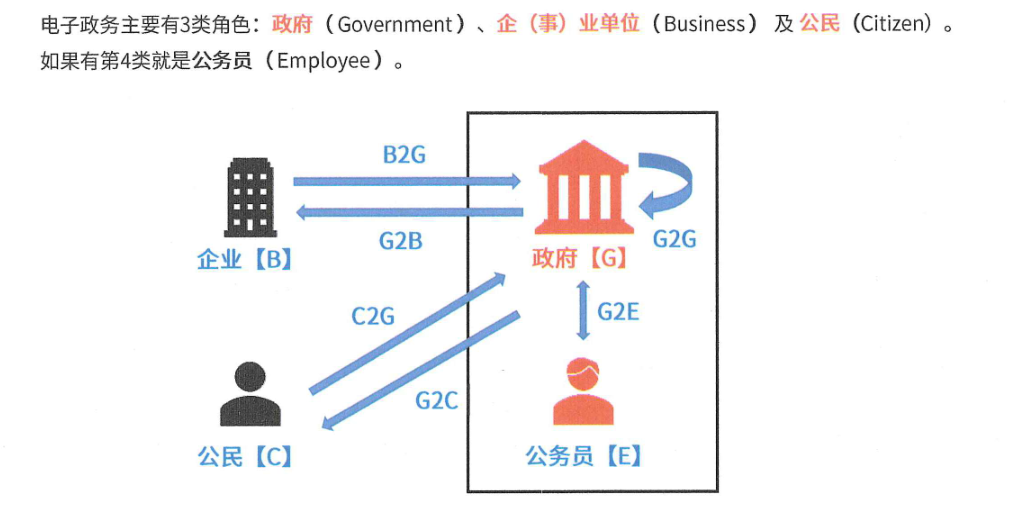 电子政务主要有3类角色：政府（Government）、企（事）业单位（Business）及公民（Citizen）。
如果有第4类就是公务员（Employee）。
B2G
G2B
G2G
企业【B】
政府【G】
C2G
G2E
G2C
公民【C】
公务员【E】